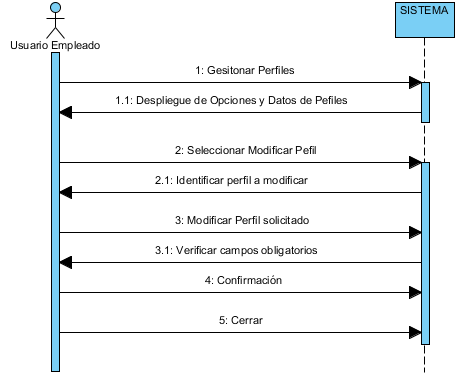 SISTEMA
Usuario Empleado
1: Gesitonar Perfiles
1.1: Despliegue de Opciones y Datos de Pefiles
2: Seleccionar Modificar Pefil
2.1: Identificar perfil a modificar
3: Modificar Perfil solicitado
3.1: Verificar campos obligatorios
4: Confirmación
5: Cerrar